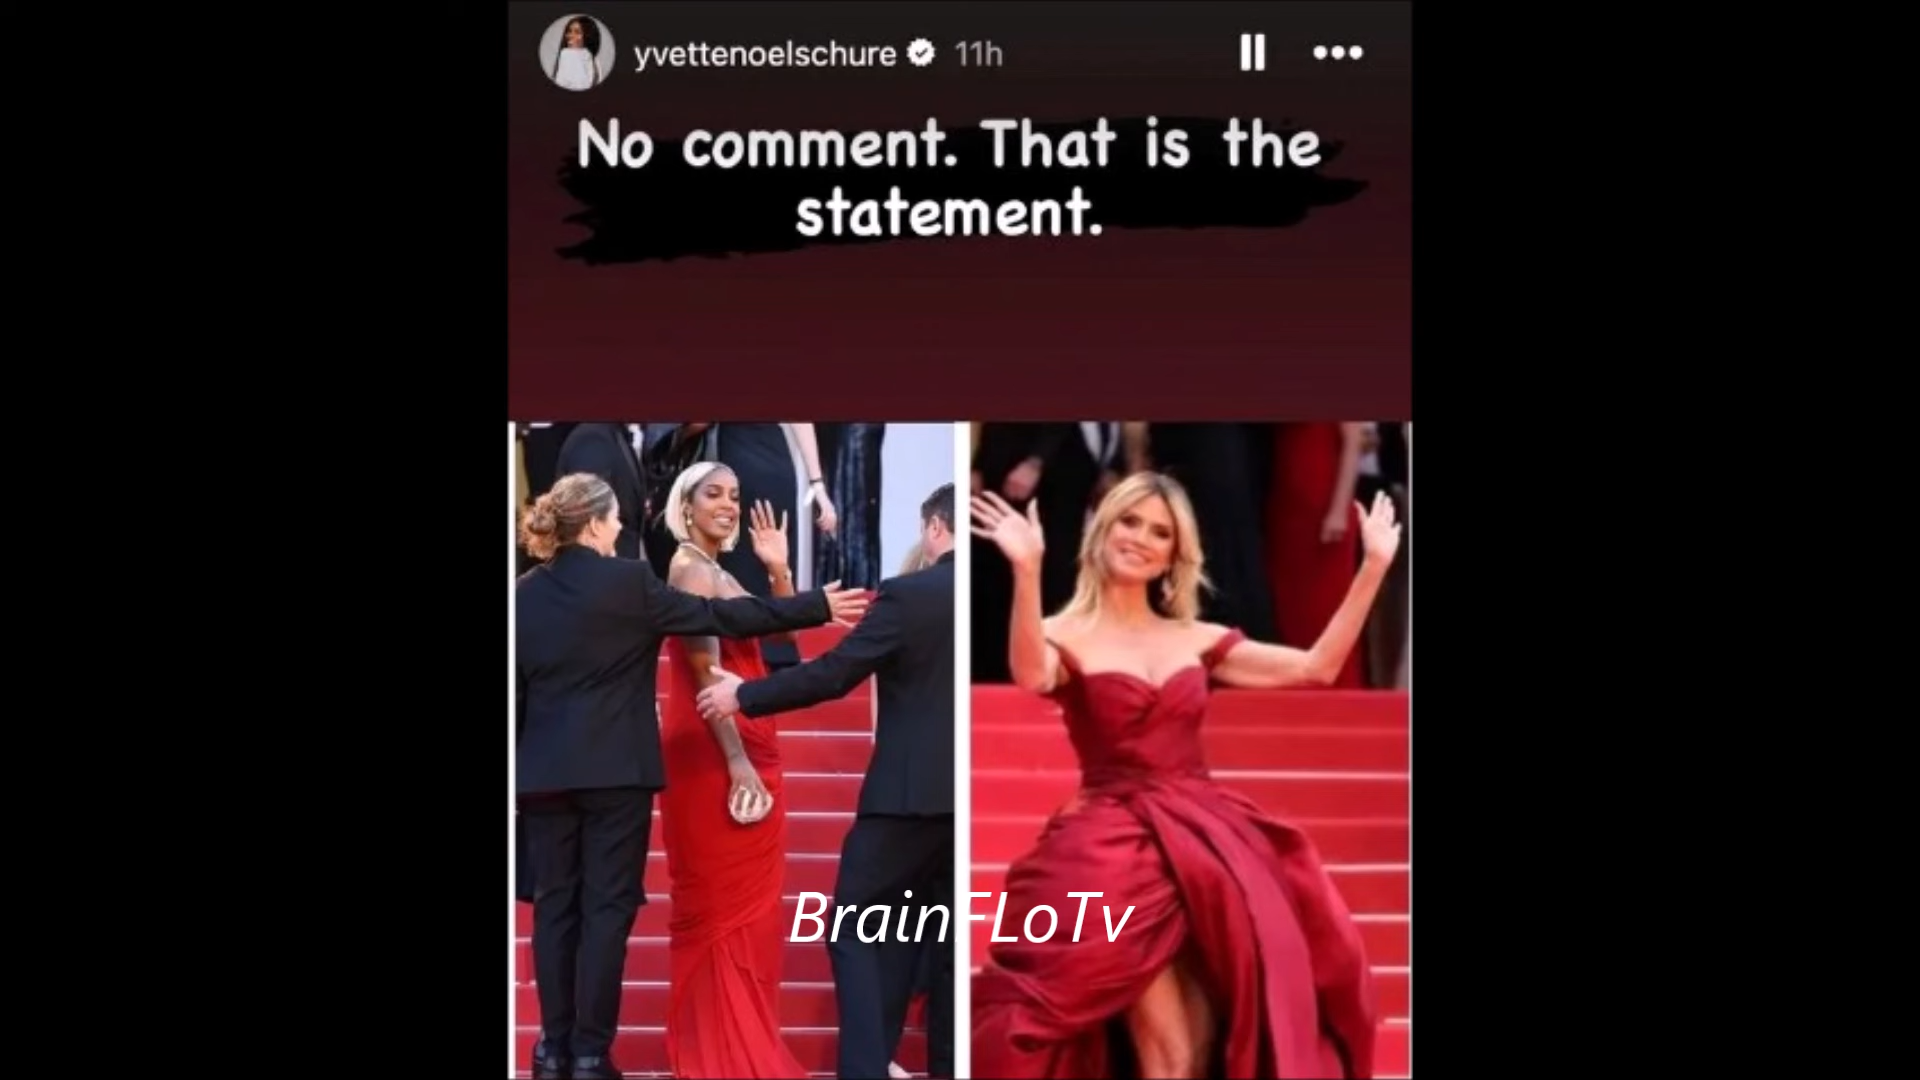 yvettenoelschure 11h
No comment. That is the
statement.
BrainFLoTv